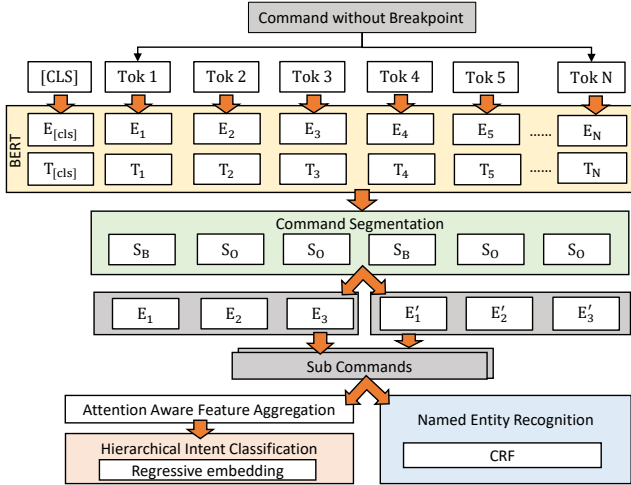 Command without Breakpoint
[CLS] Tok 1 Tok 2 Tok 3 Tok 4 Tok 5 Tok N
BERT
E[cls] E1 E2 E3 E4 E5 ...... EN
T[cls] T1 T2 T3 T4 T5 ...... TN
Command Segmentation
SB SO SO SB SO SO
E1 E2 E3 E′1 E′2 E′3
Sub Commands
Attention Aware Feature Aggregation
Hierarchical Intent Classification
Regressive embedding
Named Entity Recognition
CRF